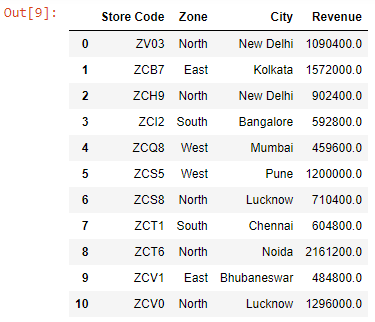 Out[9]:
Store Code Zone City Revenue
0 ZV03 North New Delhi 1090400.0
1 ZCB7 East Kolkata 1572000.0
2 ZCH9 North New Delhi 902400.0
3 ZCI2 South Bangalore 592800.0
4 ZCQ8 West Mumbai 459600.0
5 ZCS5 West Pune 1200000.0
6 ZCS8 North Lucknow 710400.0
7 ZCT1 South Chennai 604800.0
8 ZCT6 North Noida 2161200.0
9 ZCV1 East Bhubaneswar 484800.0
10 ZCV0 North Lucknow 1296000.0